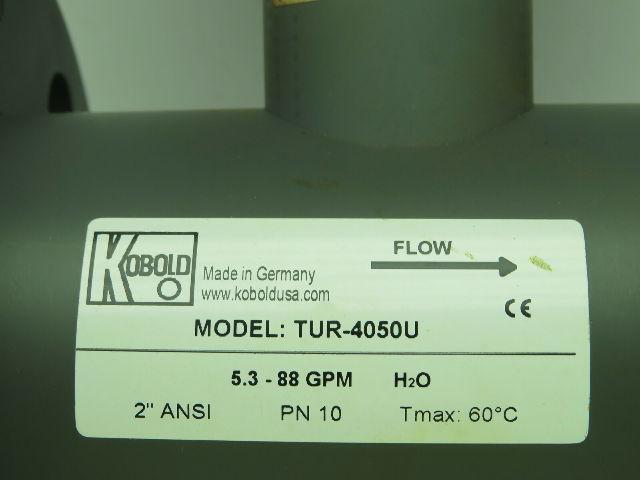 KOBOLD
Made in Germany
www.koboldusa.com
FLOW
CE
MODEL: TUR-4050U
5.3 - 88 GPM H₂O
2" ANSI PN 10 Tmax: 60°C